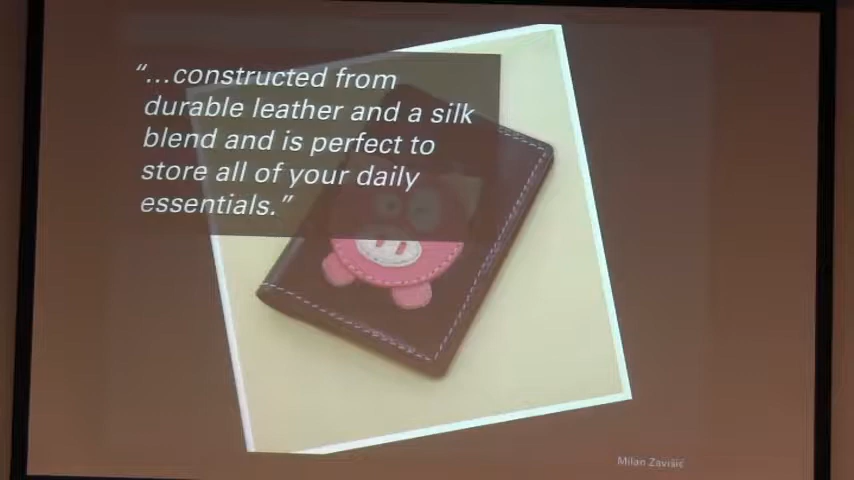 “...constructed from
durable leather and a silk
blend and is perfect to
store all of your daily
essentials.”
Milan Zavišić